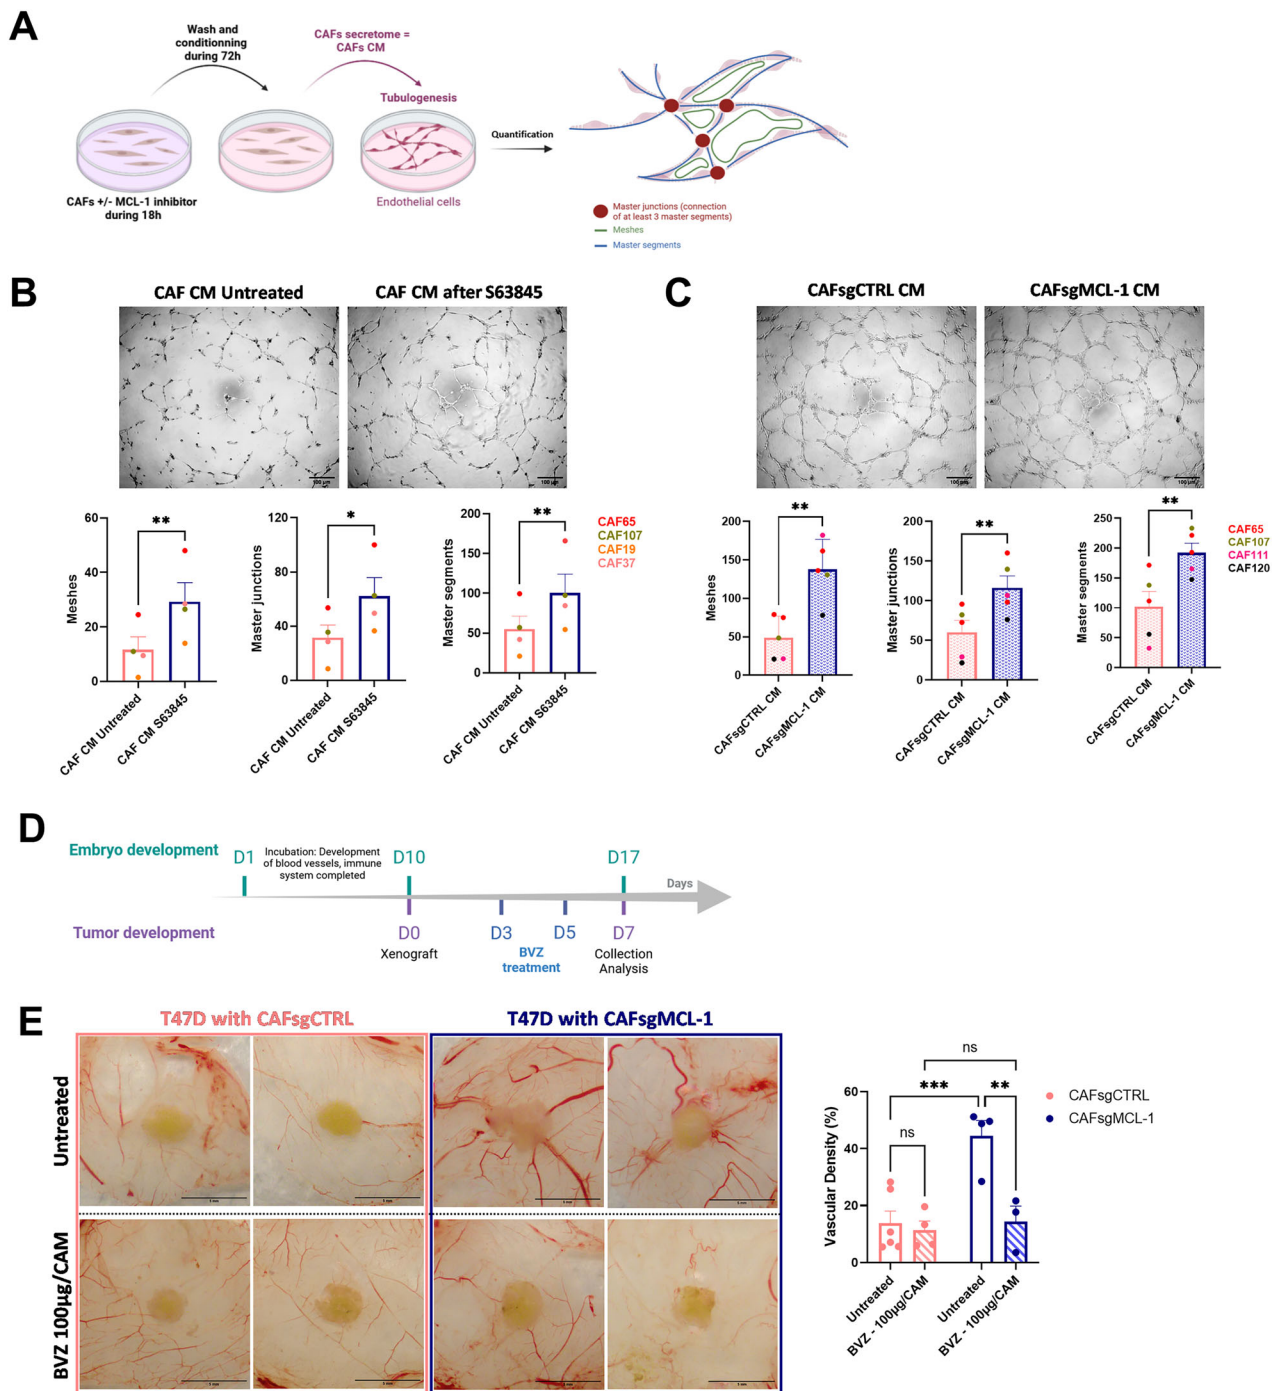 A
Wash and
conditionning
during 72h
CAFs secretome =
CAFs CM
Tubulogenesis
Quantification
CAFs +/- MCL-1 inhibitor
during 18h
Endothelial cells
Master junctions (connection
of at least 3 master segments)
Meshes
Master segments
B
CAF CM Untreated
CAF CM after S63845
100 µm
100 µm
60
40
20
0
Meshes
**
CAF CM Untreated
CAF CM S63845
120
80
40
0
Master junctions
*
CAF CM Untreated
CAF CM S63845
200
150
100
50
0
Master segments
**
CAF CM Untreated
CAF CM S63845
CAF65
CAF107
CAF19
CAF37
C
CAFsgCTRL CM
CAFsgMCL-1 CM
100 µm
100 µm
200
150
100
50
0
Meshes
**
CAFsgCTRL CM
CAFsgMCL-1 CM
200
150
100
50
0
Master junctions
**
CAFsgCTRL CM
CAFsgMCL-1 CM
250
200
150
100
50
0
Master segments
**
CAFsgCTRL CM
CAFsgMCL-1 CM
CAF65
CAF107
CAF111
CAF120
D
Embryo development
D1
Incubation: Development
of blood vessels, immune
system completed
D10
D17
Days
Tumor development
D0
Xenograft
D3
D5
BVZ
treatment
D7
Collection
Analysis
E
T47D with CAFsgCTRL
T47D with CAFsgMCL-1
Untreated
BVZ 100µg/CAM
60
40
20
0
Vascular Density (%)
ns
***
**
ns
CAFsgCTRL
CAFsgMCL-1
Untreated
BVZ - 100µg/CAM
Untreated
BVZ - 100µg/CAM